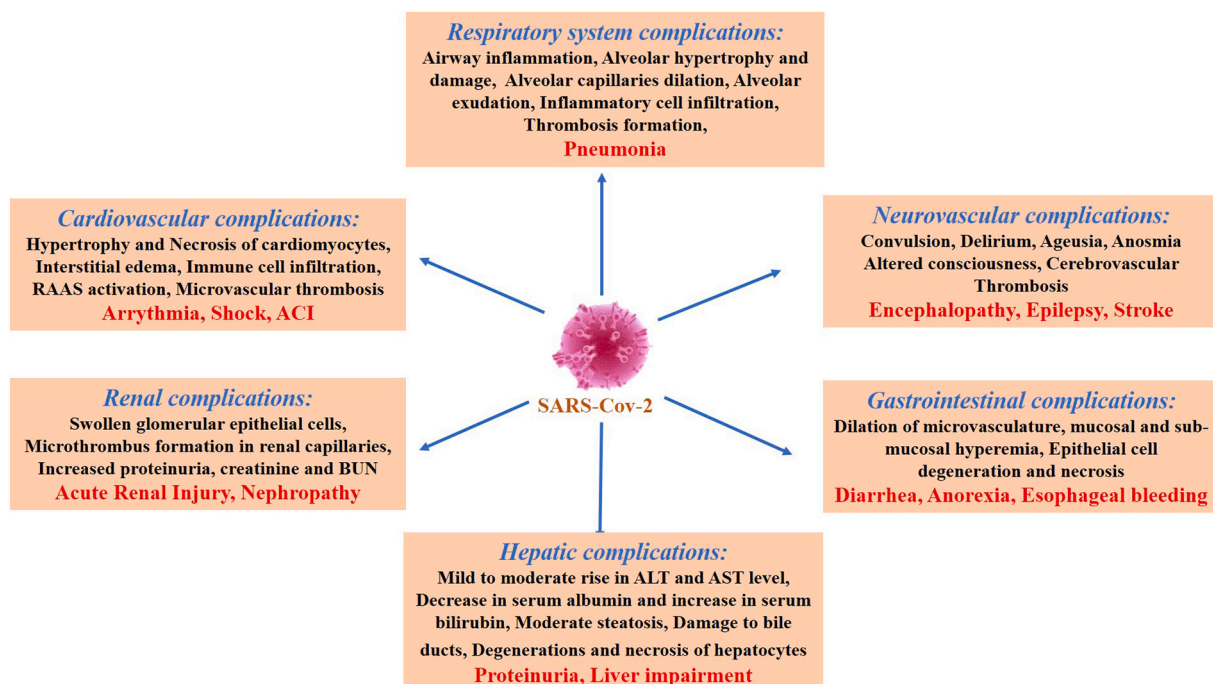 Respiratory system complications:
Airway inflammation, Alveolar hypertrophy and
damage, Alveolar capillaries dilation, Alveolar
exudation, Inflammatory cell infiltration,
Thrombosis formation,
Pneumonia
Cardiovascular complications:
Hypertrophy and Necrosis of cardiomyocytes,
Interstitial edema, Immune cell infiltration,
RAAS activation, Microvascular thrombosis
Arrythmia, Shock, ACI
Neurovascular complications:
Convulsion, Delirium, Ageusia, Anosmia
Altered consciousness, Cerebrovascular
Thrombosis
Encephalopathy, Epilepsy, Stroke
SARS-Cov-2
Renal complications:
Swollen glomerular epithelial cells,
Microthrombus formation in renal capillaries,
Increased proteinuria, creatinine and BUN
Acute Renal Injury, Nephropathy
Gastrointestinal complications:
Dilation of microvasculature, mucosal and sub-
mucosal hyperemia, Epithelial cell
degeneration and necrosis
Diarrhea, Anorexia, Esophageal bleeding
Hepatic complications:
Mild to moderate rise in ALT and AST level,
Decrease in serum albumin and increase in serum
bilirubin, Moderate steatosis, Damage to bile
ducts, Degenerations and necrosis of hepatocytes
Proteinuria, Liver impairment